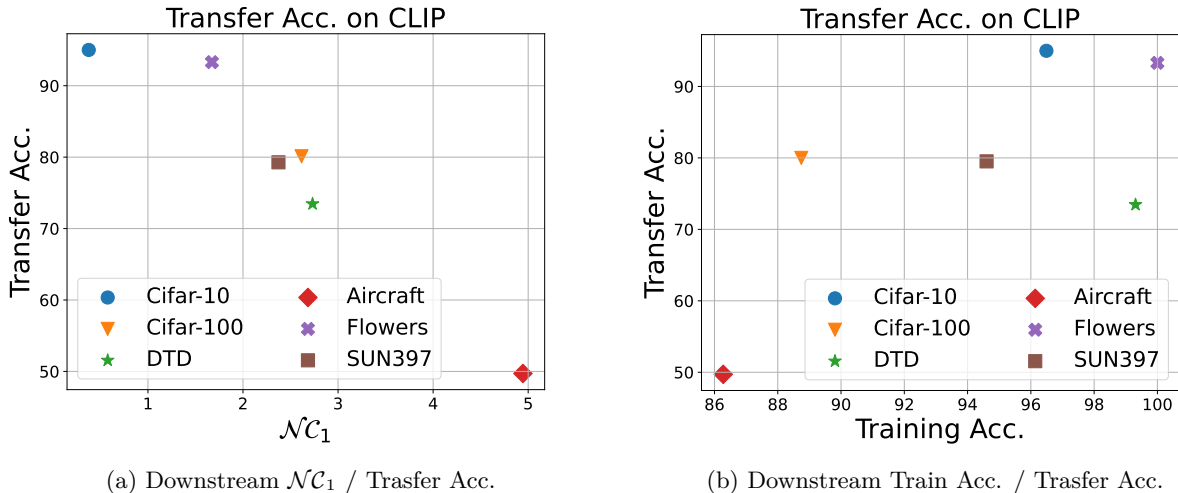 Transfer Acc. on CLIP
Transfer Acc.
90
80
70
60
50
Cifar-10
Cifar-100
DTD
Aircraft
Flowers
SUN397
1 2 3 4 5
𝒩𝒞₁
(a) Downstream 𝒩𝒞₁ / Trasfer Acc.
Transfer Acc. on CLIP
Transfer Acc.
90
80
70
60
50
Cifar-10
Cifar-100
DTD
Aircraft
Flowers
SUN397
86 88 90 92 94 96 98 100
Training Acc.
(b) Downstream Train Acc. / Trasfer Acc.